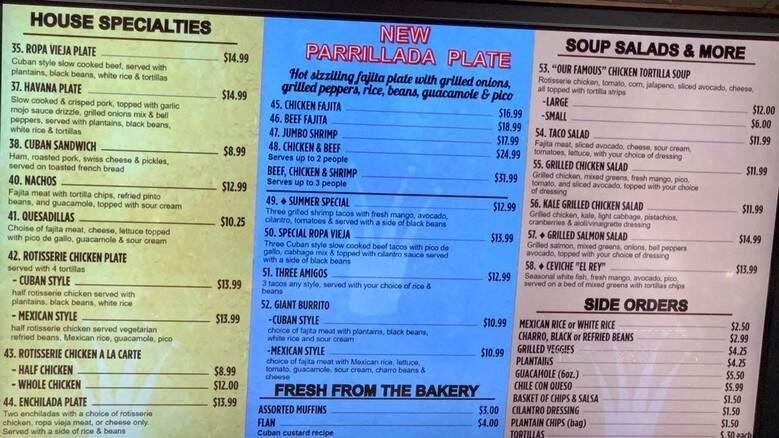 HOUSE SPECIALTIES
35. ROPA VIEJA PLATE $14.99
Cuban style slow cooked beef, served with
plantains, black beans, white rice & tortillas
37. HAVANA PLATE $14.99
Slow cooked & crisped pork, topped with garlic
mojo sauce drizzle, grilled onions mix & bell
peppers, served with plantains, black beans,
white rice & tortillas
38. CUBAN SANDWICH $8.99
Ham, roasted pork, swiss cheese & pickles,
served on toasted french bread
40. NACHOS $12.99
Fajita meat with tortilla chips, refried pinto
beans, and guacamole, topped with sour cream
41. QUESADILLAS $10.25
Choise of fajita meat, cheese, lettuce topped
with pico de gallo, guacamole & sour cream
42. ROTISSERIE CHICKEN PLATE
served with 4 tortillas
- CUBAN STYLE $13.99
half rotisserie chicken served with
plantains, black beans, white rice
- MEXICAN STYLE $13.99
half rotisserie chicken served vegetarian
refried beans, Mexican rice, guacamole, pico
43. ROTISSERIE CHICKEN A LA CARTE
- HALF CHICKEN $8.99
- WHOLE CHICKEN $12.00
44. ENCHILADA PLATE $13.99
Two enchiladas with a choice of rotisserie
chicken, ropa vieja meat, or cheese only.
Served with a side of rice & beans
NEW
PARRILLADA PLATE
Hot sizziling fajita plate with grilled onions,
grilled peppers, rice, beans, guacamole & pico
45. CHICKEN FAJITA $16.99
46. BEEF FAJITA $18.99
47. JUMBO SHRIMP $17.99
48. CHICKEN & BEEF $24.99
Serves up to 2 people
BEEF, CHICKEN & SHRIMP $31.99
Serves up to 3 people
49. ♦ SUMMER SPECIAL $12.99
Three grilled shrimp tacos with fresh mango, avocado,
cilantro, tomatoes & served with a side of black beans
50. SPECIAL ROPA VIEJA $13.99
Three Cuban style slow cooked beef tacos with pico de
gallo, cabbage mix & topped with cilantro sauce served
with a side of black beans
51. THREE AMIGOS $12.99
3 tacos any style, served with your choice of rice &
beans
52. GIANT BURRITO
-CUBAN STYLE $10.99
choice of fajita meat with plantains, black beans,
white rice and sour cream
-MEXICAN STYLE $10.99
choice of fajita meat with Mexican rice, lettuce,
tomato, guacamole, sour cream, charro beans &
cheese
FRESH FROM THE BAKERY
ASSORTED MUFFINS $3.00
FLAN $4.00
Cuban custard recipe
SOUP SALADS & MORE
53. "OUR FAMOUS" CHICKEN TORTILLA SOUP
Rotisserie chicken, tomato, corn, jalapeno, sliced avocado, cheese,
all topped with tortilla strips
-LARGE $12.00
-SMALL $6.00
54. TACO SALAD $11.99
Fajita meat, sliced avocado, cheese, sour cream,
tomatoes, lettuce, with your choice of dressing
55. GRILLED CHICKEN SALAD $11.99
Grilled chicken, mixed greens, fresh mango, pico,
tomato, and sliced avocado, topped with your choice
of dressing
56. KALE GRILLED CHICKEN SALAD $11.99
Grilled chicken, kale, light cabbage, pistachios,
cranberries & aioli/vinaigrette dressing
57. ♦ GRILLED SALMON SALAD $14.99
Grilled salmon, mixed greens, onions, bell peppers
avocado, topped with your choice of dressing
58. ♦ CEVICHE "EL REY" $13.99
Seasonal white fish, fresh mango, avocado, pico,
served on a bed of mixed greens with tortillas chips
SIDE ORDERS
MEXICAN RICE or WHITE RICE $2.50
CHARRO, BLACK or REFRIED BEANS $2.99
GRILLED VEGGIES $4.25
PLANTAINS $4.25
GUACAMOLE (6oz.) $5.50
CHILE CON QUESO $5.99
BASKET OF CHIPS & SALSA $1.50
CILANTRO DRESSING $1.50
PLANTAIN CHIPS (bag) $1.50
TORTILLAS